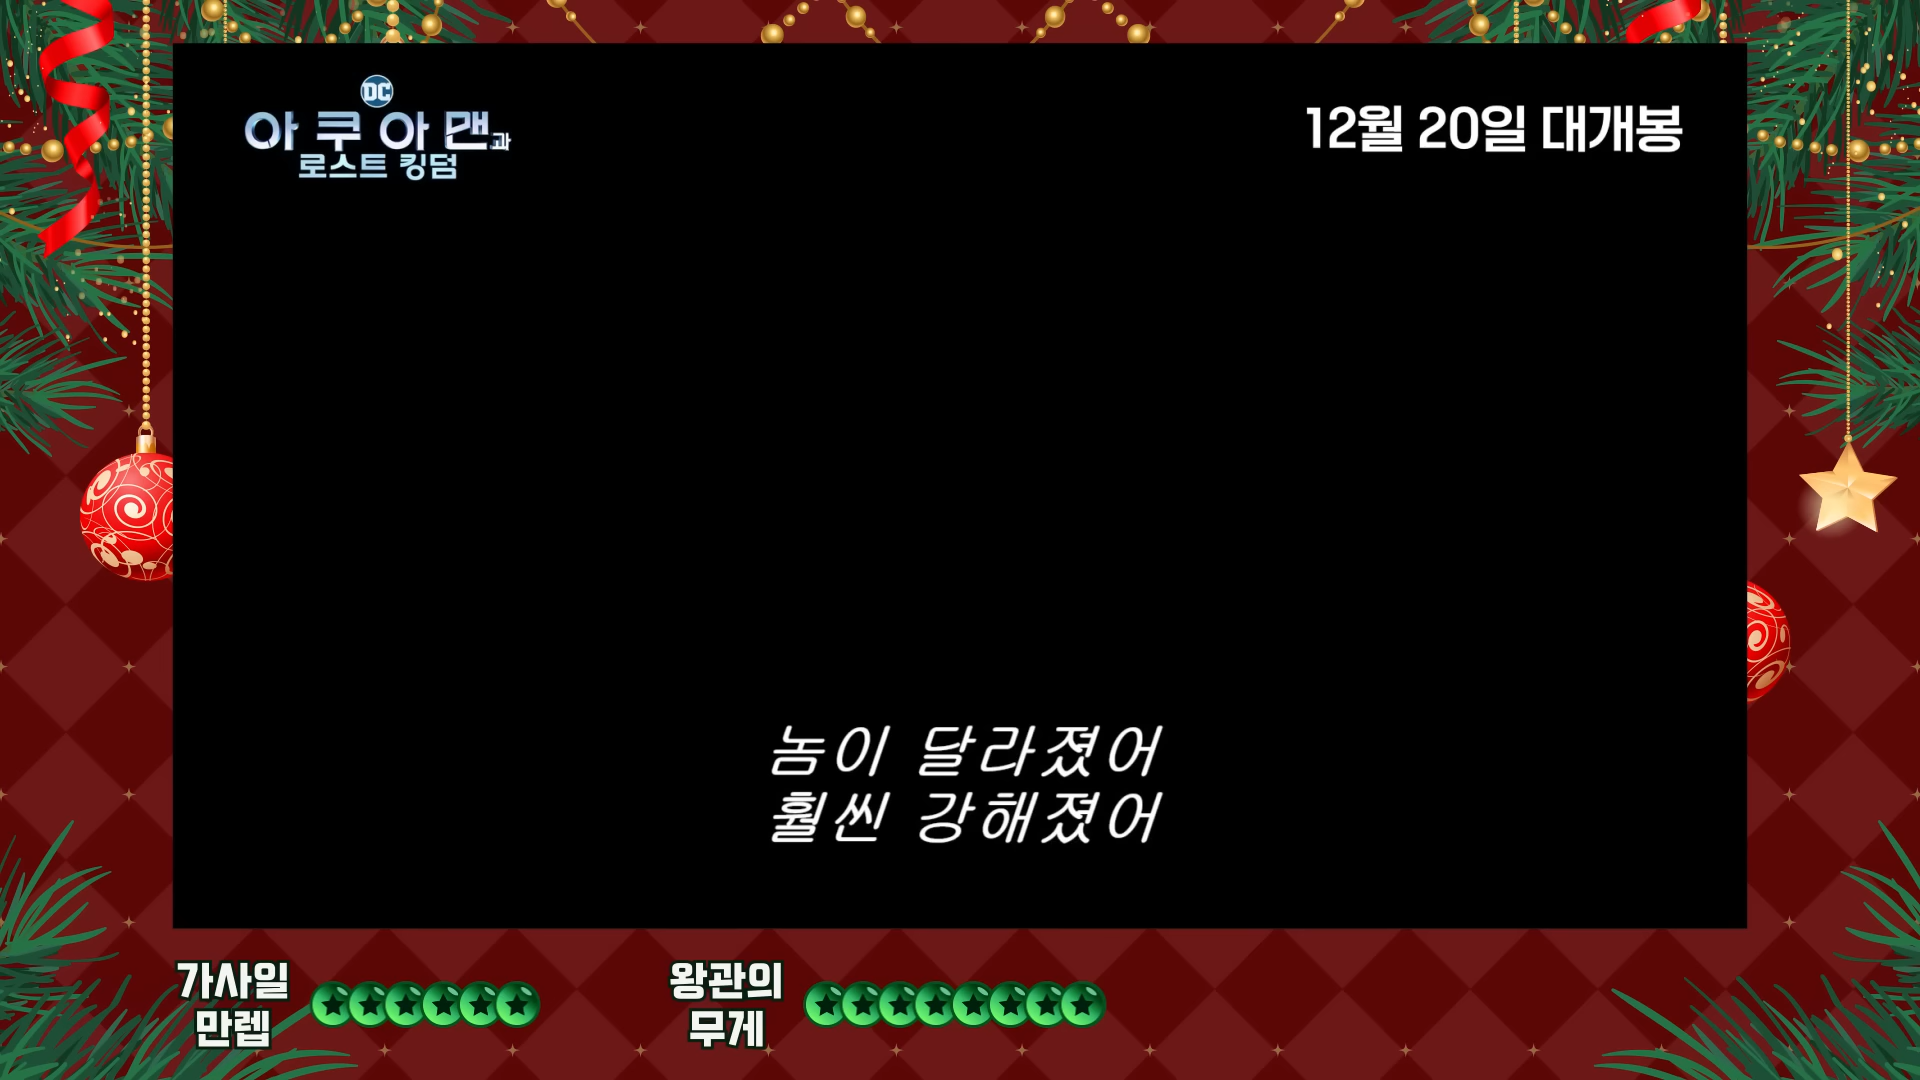 DC
아쿠아맨과
로스트 킹덤
12월 20일 대개봉
놈이 달라졌어
훨씬 강해졌어
가사일
만렙
왕관의
무게